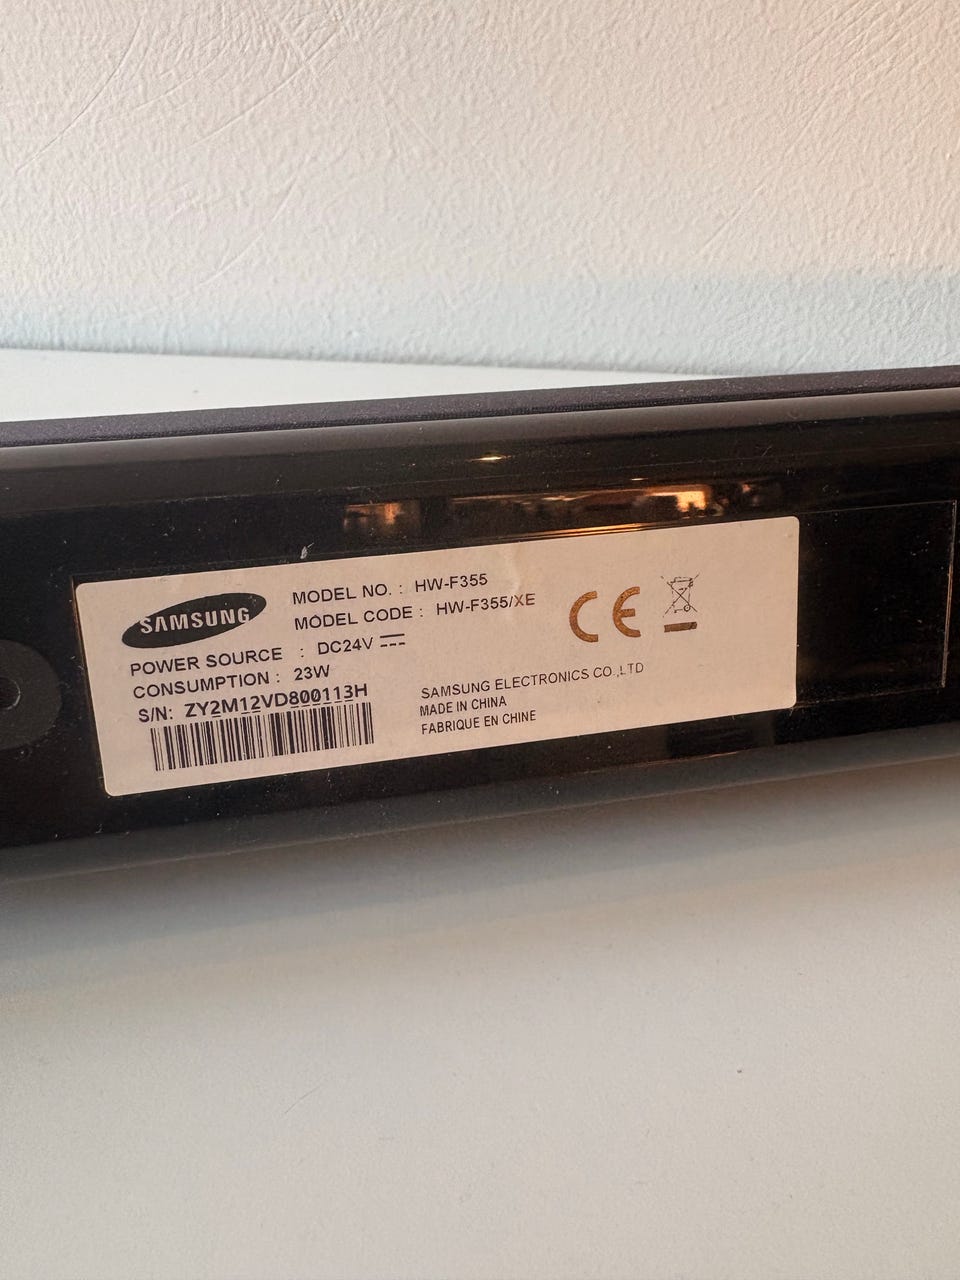 SAMSUNG
MODEL NO. : HW-F355
MODEL CODE : HW-F355/XE
POWER SOURCE : DC24V
CONSUMPTION : 23W
S/N: ZY2M12VD800113H
SAMSUNG ELECTRONICS CO.,LTD
MADE IN CHINA
FABRIQUE EN CHINE
CE